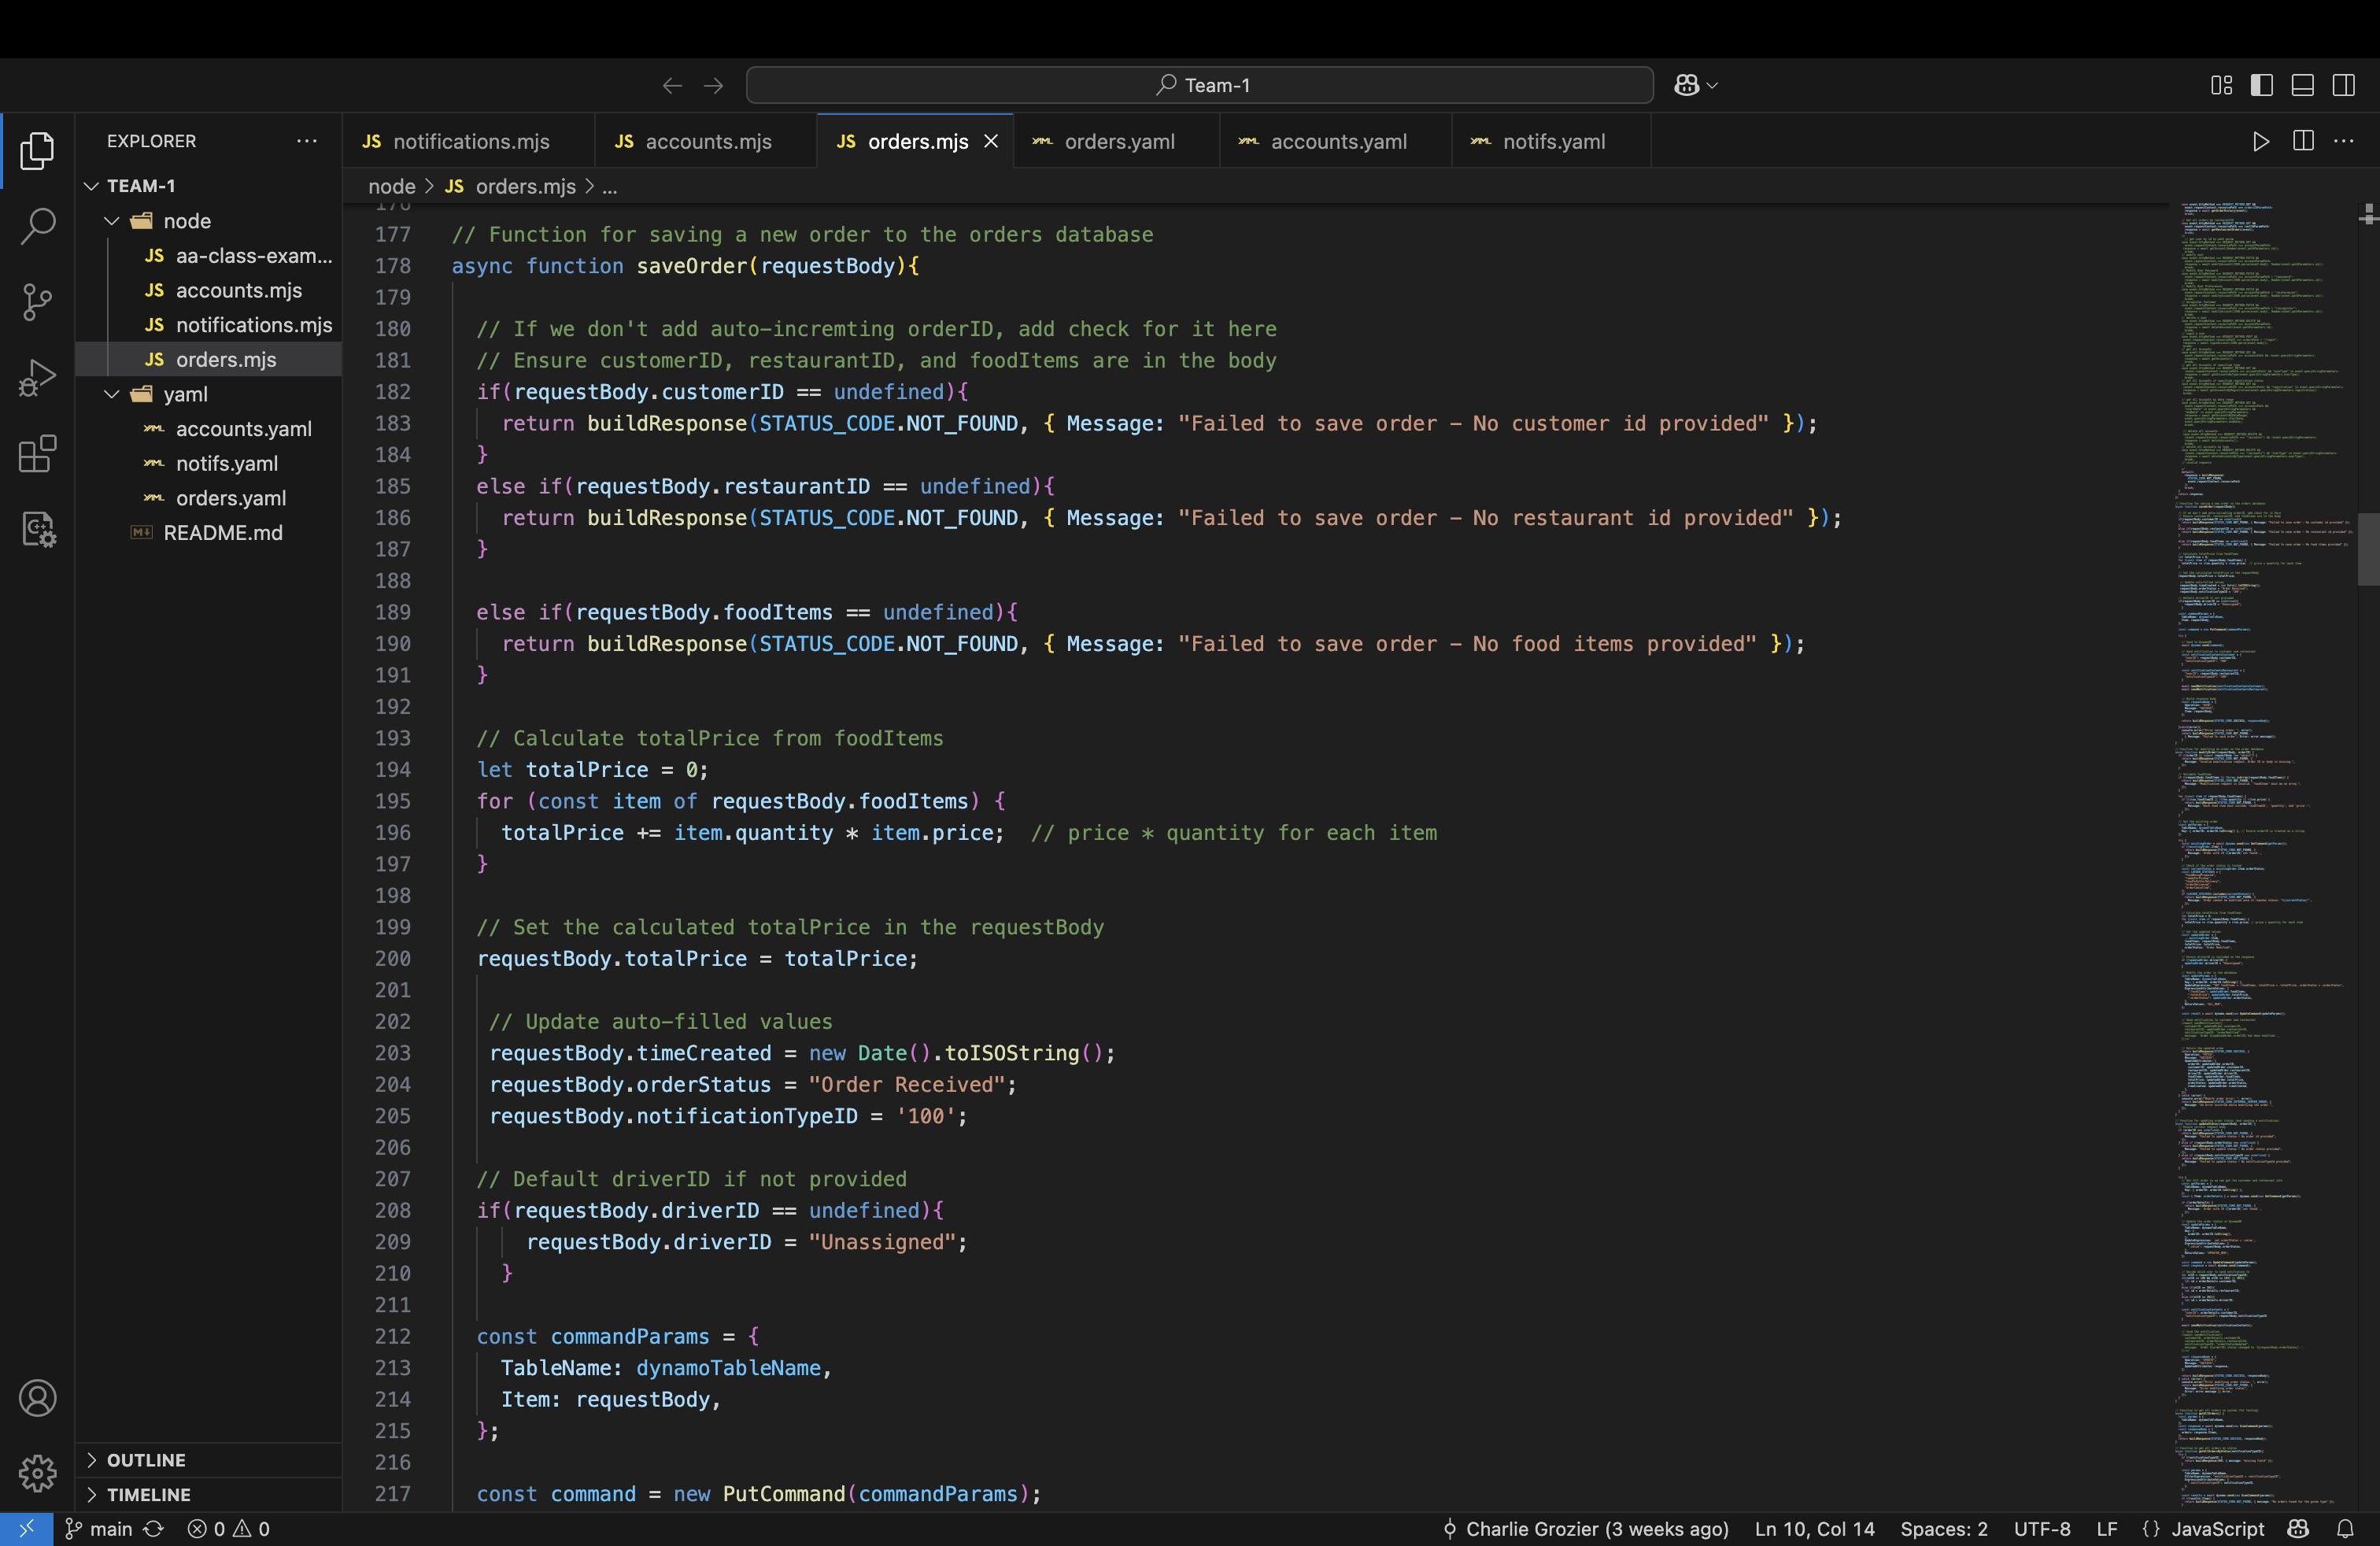 Team-1
EXPLORER
TEAM-1
node
JS aa-class-exam...
JS accounts.mjs
JS notifications.mjs
JS orders.mjs
yaml
accounts.yaml
notifs.yaml
orders.yaml
README.md
OUTLINE
TIMELINE
JS notifications.mjs
JS accounts.mjs
JS orders.mjs
orders.yaml
accounts.yaml
notifs.yaml
node > JS orders.mjs > ...
176
177 // Function for saving a new order to the orders database
178 async function saveOrder(requestBody){
179
180 // If we don't add auto-incremting orderID, add check for it here
181 // Ensure customerID, restaurantID, and foodItems are in the body
182 if(requestBody.customerID == undefined){
183 return buildResponse(STATUS_CODE.NOT_FOUND, { Message: "Failed to save order – No customer id provided" });
184 }
185 else if(requestBody.restaurantID == undefined){
186 return buildResponse(STATUS_CODE.NOT_FOUND, { Message: "Failed to save order – No restaurant id provided" });
187 }
188
189 else if(requestBody.foodItems == undefined){
190 return buildResponse(STATUS_CODE.NOT_FOUND, { Message: "Failed to save order – No food items provided" });
191 }
192
193 // Calculate totalPrice from foodItems
194 let totalPrice = 0;
195 for (const item of requestBody.foodItems) {
196 totalPrice += item.quantity * item.price; // price * quantity for each item
197 }
198
199 // Set the calculated totalPrice in the requestBody
200 requestBody.totalPrice = totalPrice;
201
202 // Update auto-filled values
203 requestBody.timeCreated = new Date().toISOString();
204 requestBody.orderStatus = "Order Received";
205 requestBody.notificationTypeID = '100';
206
207 // Default driverID if not provided
208 if(requestBody.driverID == undefined){
209 requestBody.driverID = "Unassigned";
210 }
211
212 const commandParams = {
213 TableName: dynamoTableName,
214 Item: requestBody,
215 };
216
217 const command = new PutCommand(commandParams);
main
0 0
Charlie Grozier (3 weeks ago)
Ln 10, Col 14
Spaces: 2
UTF-8
LF
{} JavaScript